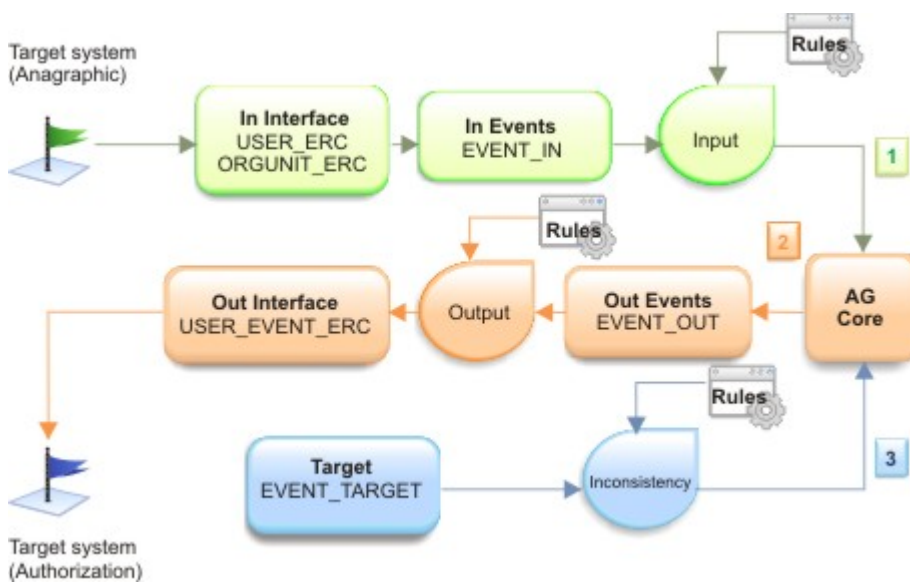 Target system
(Anagraphic)
Rules
In Interface
USER_ERC
ORGUNIT_ERC
In Events
EVENT_IN
Input
1
Rules
2
Out Interface
USER_EVENT_ERC
Output
Out Events
EVENT_OUT
AG
Core
Rules
Target
EVENT_TARGET
Inconsistency
3
Target system
(Authorization)